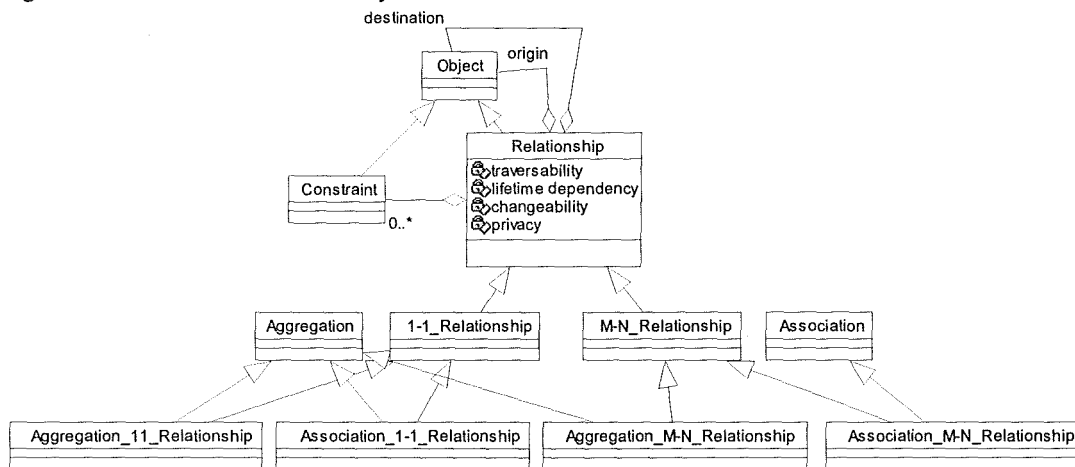 destination
origin
Object
Relationship
traversability
lifetime dependency
changeability
privacy
Constraint
0..*
Aggregation
1-1_Relationship
M-N_Relationship
Association
Aggregation_11_Relationship
Association_1-1_Relationship
Aggregation_M-N_Relationship
Association_M-N_Relationship